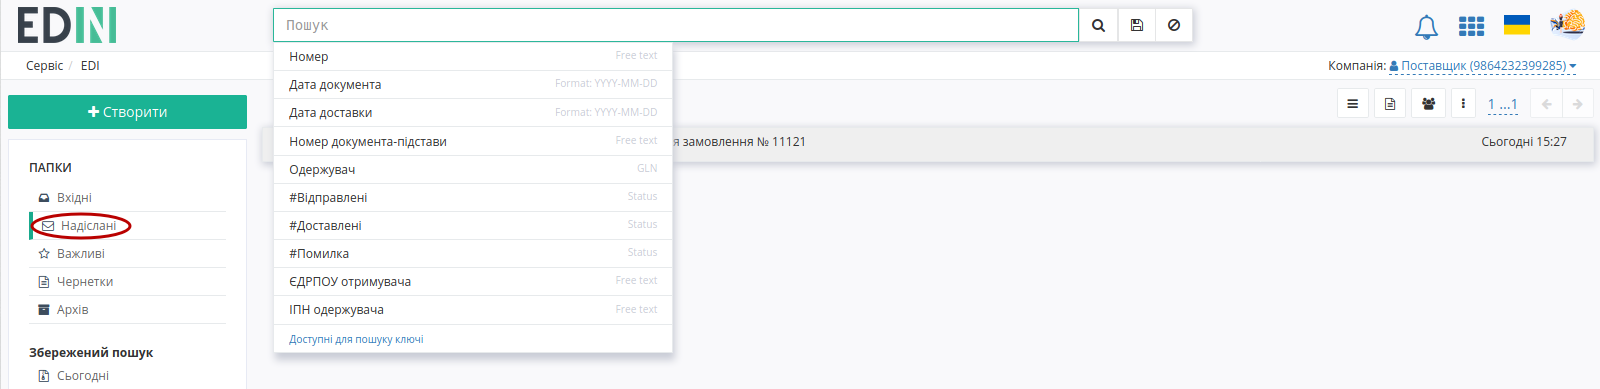 EDIN
Пошук
Сервіс / EDI
Компанія: Поставщик (9864232399285)
Створити
1 ...1
ПАПКИ
Вхідні
Надіслані
Важливі
Чернетки
Архів
Збережений пошук
Сьогодні
Номер Free text
Дата документа Format: YYYY-MM-DD
Дата доставки Format: YYYY-MM-DD
Номер документа-підстави Free text
Одержувач GLN
#Відправлені Status
#Доставлені Status
#Помилка Status
ЄДРПОУ отримувача Free text
ІПН одержувача Free text
Доступні для пошуку ключі
я замовлення № 11121 Сьогодні 15:27